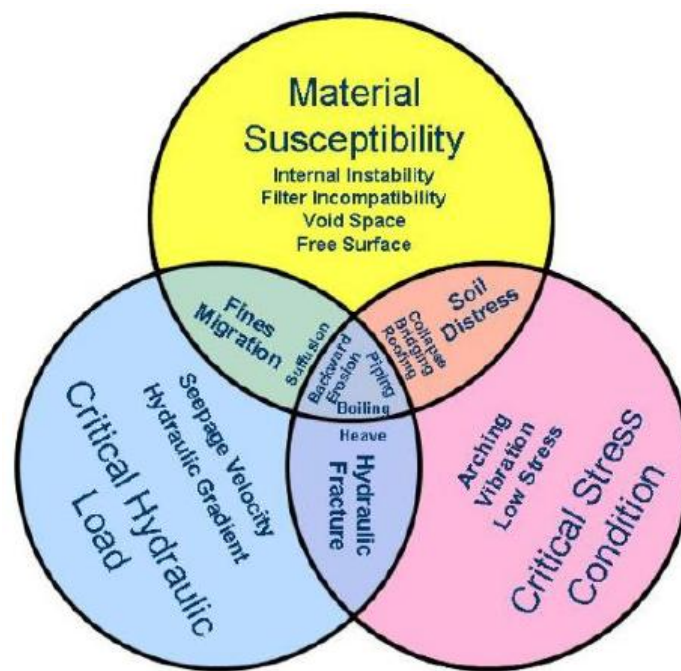 Material
Susceptibility
Internal Instability
Filter Incompatibility
Void Space
Free Surface
Fines
Migration
Suffusion
Soil
Distress
Collapse
Bridging
Roofing
Backward
Erosion
Piping
Boiling
Heave
Hydraulic
Fracture
Seepage Velocity
Hydraulic Gradient
Critical Hydraulic
Load
Arching
Vibration
Low Stress
Critical Stress
Condition